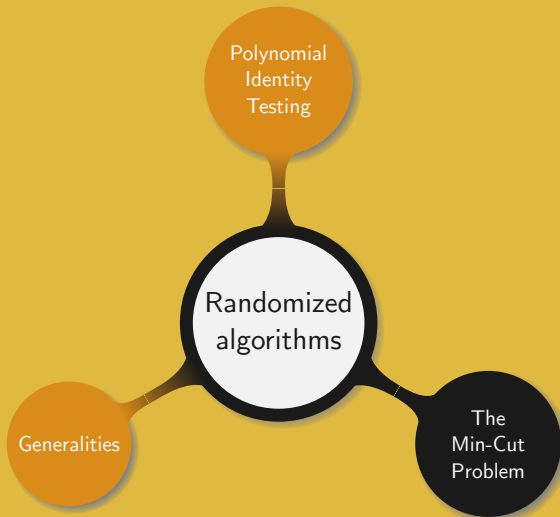 Polynomial
Identity
Testing
Randomized
algorithms
Generalities
The
Min-Cut
Problem